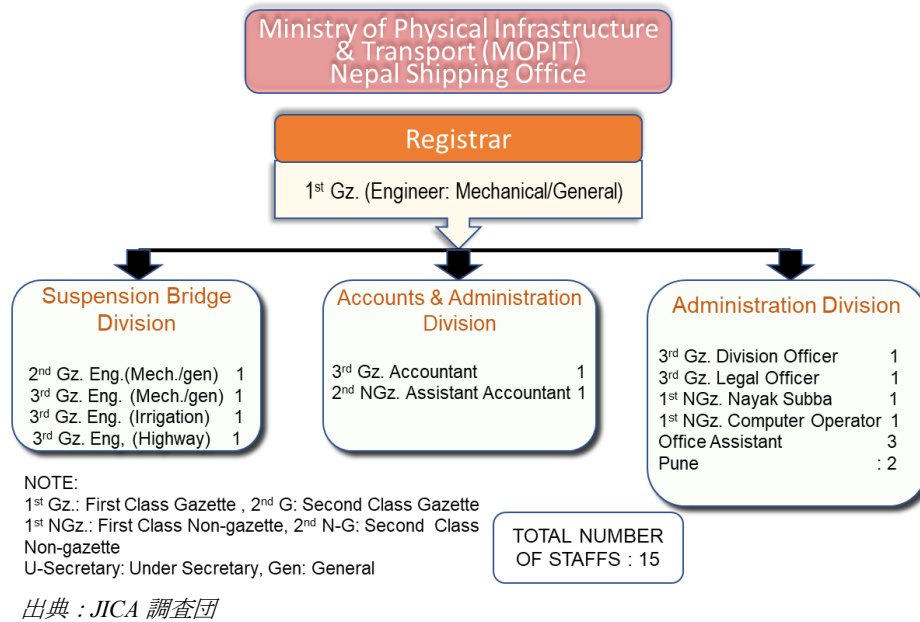 Ministry of Physical Infrastructure
& Transport (MOPIT)
Nepal Shipping Office
Registrar
1st Gz. (Engineer: Mechanical/General)
Suspension Bridge
Division
2nd Gz. Eng.(Mech./gen) 1
3rd Gz. Eng. (Mech./gen) 1
3rd Gz. Eng. (Irrigation) 1
3rd Gz. Eng, (Highway) 1
Accounts & Administration
Division
3rd Gz. Accountant 1
2nd NGz. Assistant Accountant 1
Administration Division
3rd Gz. Division Officer 1
3rd Gz. Legal Officer 1
1st NGz. Nayak Subba 1
1st NGz. Computer Operator 1
Office Assistant 3
Pune : 2
NOTE:
1st Gz.: First Class Gazette , 2nd G: Second Class Gazette
1st NGz.: First Class Non-gazette, 2nd N-G: Second Class
Non-gazette
U-Secretary: Under Secretary, Gen: General
TOTAL NUMBER
OF STAFFS : 15
出典：JICA 調査団